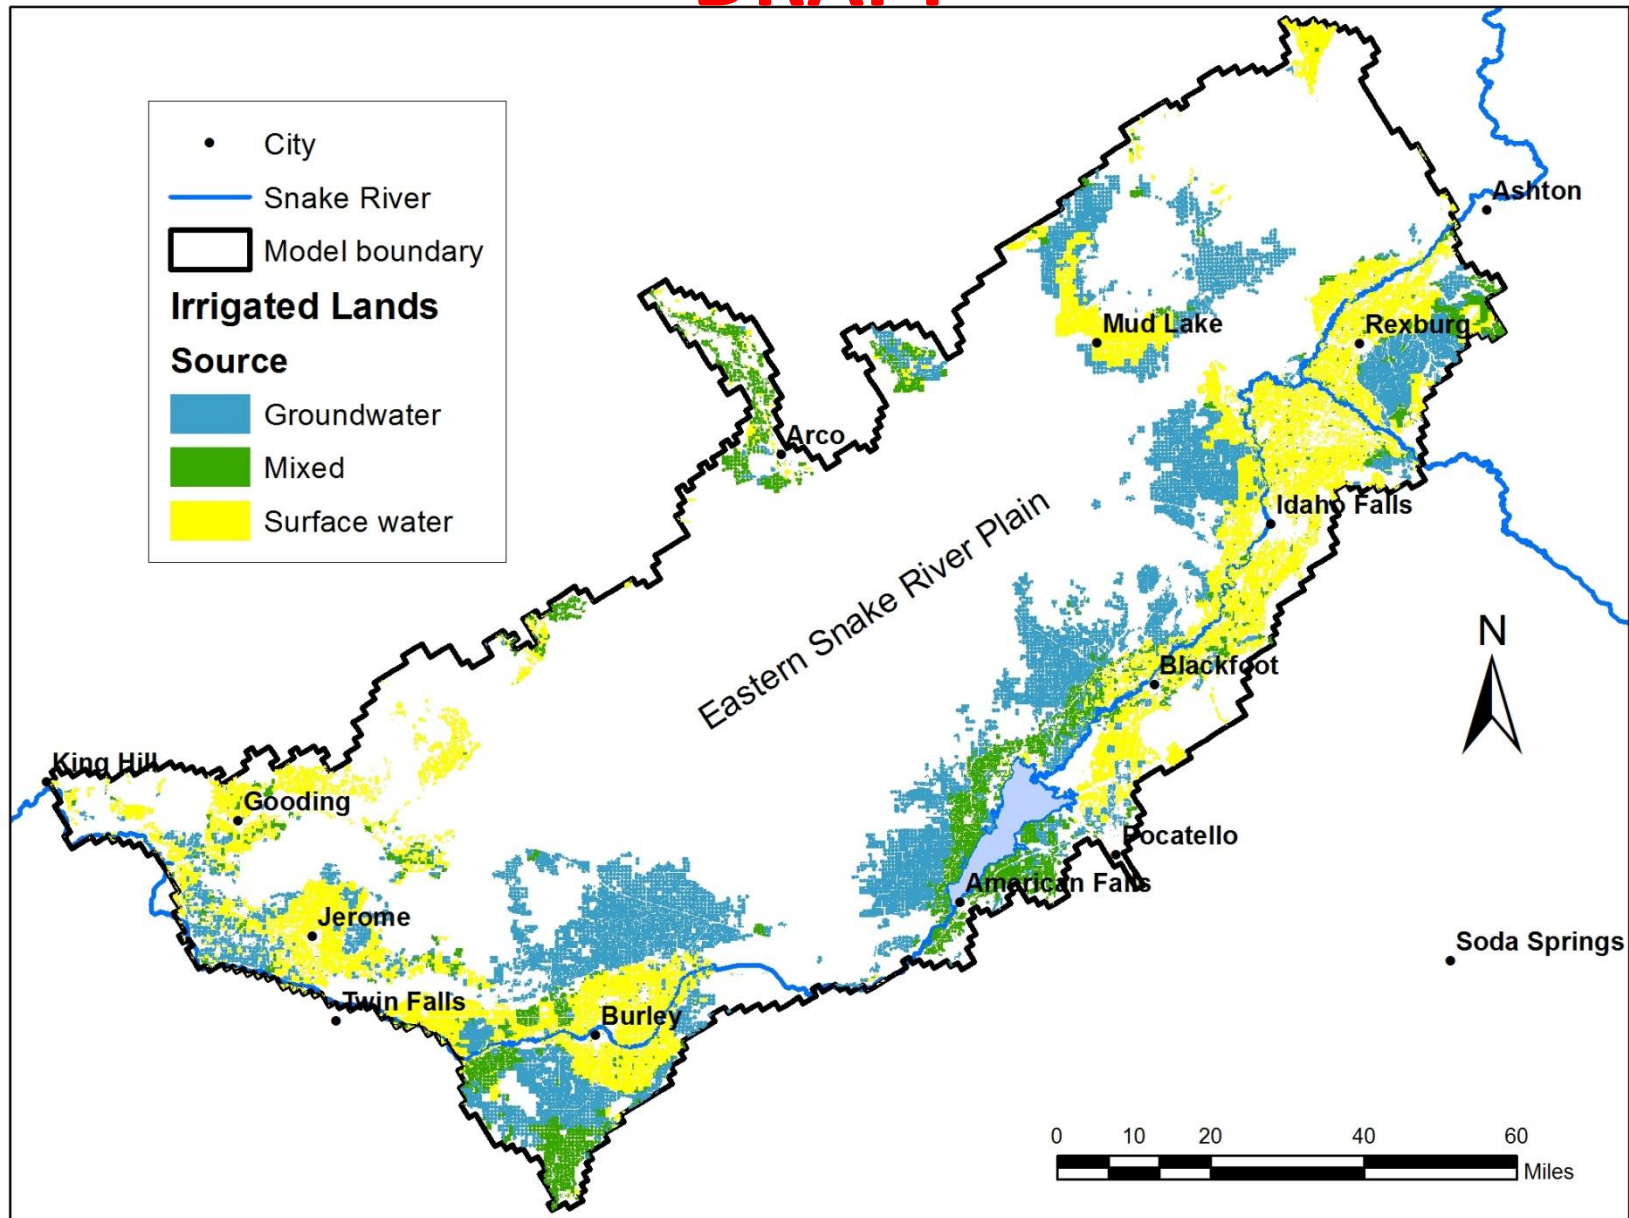 DRAFT
City
Snake River
Model boundary
Irrigated Lands
Source
Groundwater
Mixed
Surface water
Ashton
Mud Lake
Rexburg
Arco
Idaho Falls
Eastern Snake River Plain
N
Blackfoot
King Hill
Gooding
Pocatello
American Falls
Jerome
Soda Springs
Twin Falls
Burley
0 10 20 40 60
Miles